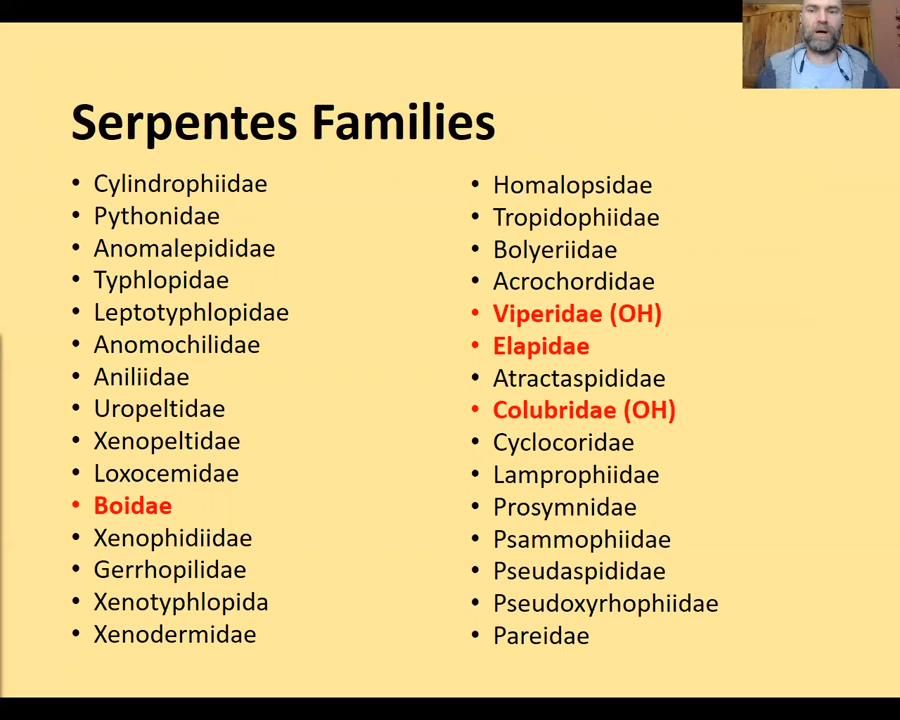 Serpentes Families
• Cylindrophiidae
• Pythonidae
• Anomalepididae
• Typhlopidae
• Leptotyphlopidae
• Anomochilidae
• Aniliidae
• Uropeltidae
• Xenopeltidae
• Loxocemidae
• Boidae
• Xenophidiidae
• Gerrhopilidae
• Xenotyphlopida
• Xenodermidae
• Homalopsidae
• Tropidophiidae
• Bolyeriidae
• Acrochordidae
• Viperidae (OH)
• Elapidae
• Atractaspididae
• Colubridae (OH)
• Cyclocoridae
• Lamprophiidae
• Prosymnidae
• Psammophiidae
• Pseudaspididae
• Pseudoxyrhophiidae
• Pareidae